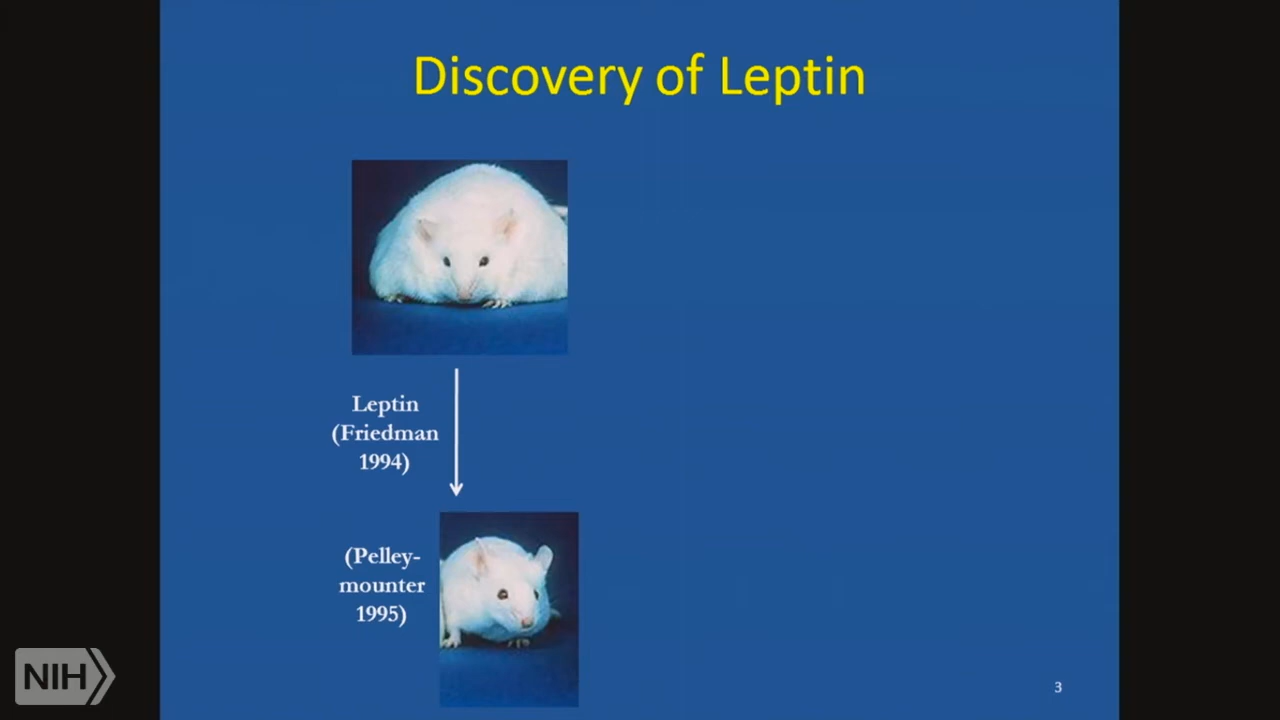 Discovery of Leptin
Leptin
(Friedman
1994)
(Pelley-
mounter
1995)
NIH
3